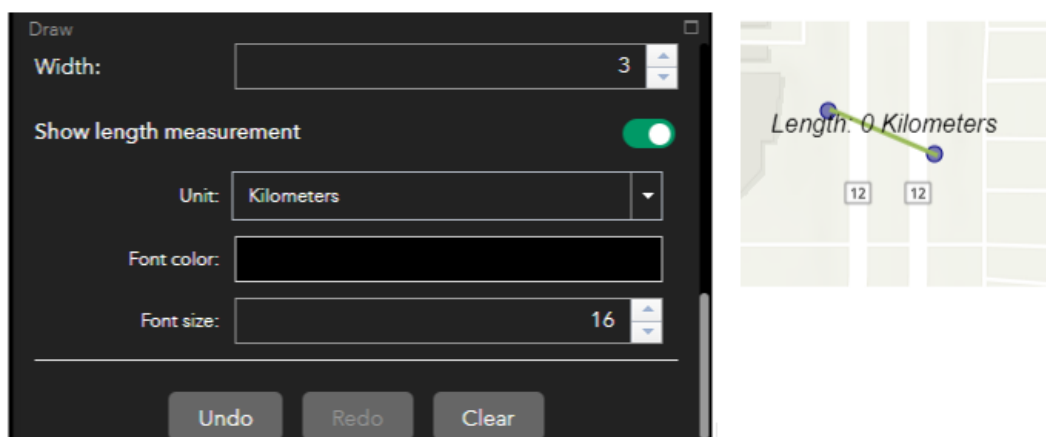 Draw
Width: 3
Show length measurement
Unit: Kilometers
Font color:
Font size: 16
Undo Redo Clear
Length: 0 Kilometers
12 12